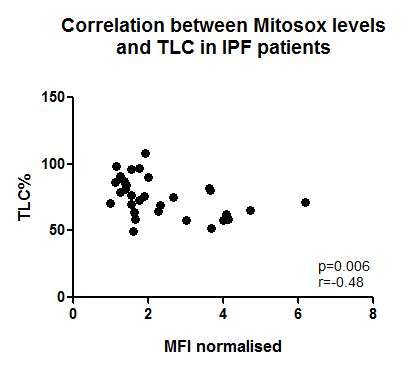 Correlation between Mitosox levels
and TLC in IPF patients
150
100
50
0
TLC%
p=0.006
r=-0.48
0 2 4 6 8
MFI normalised